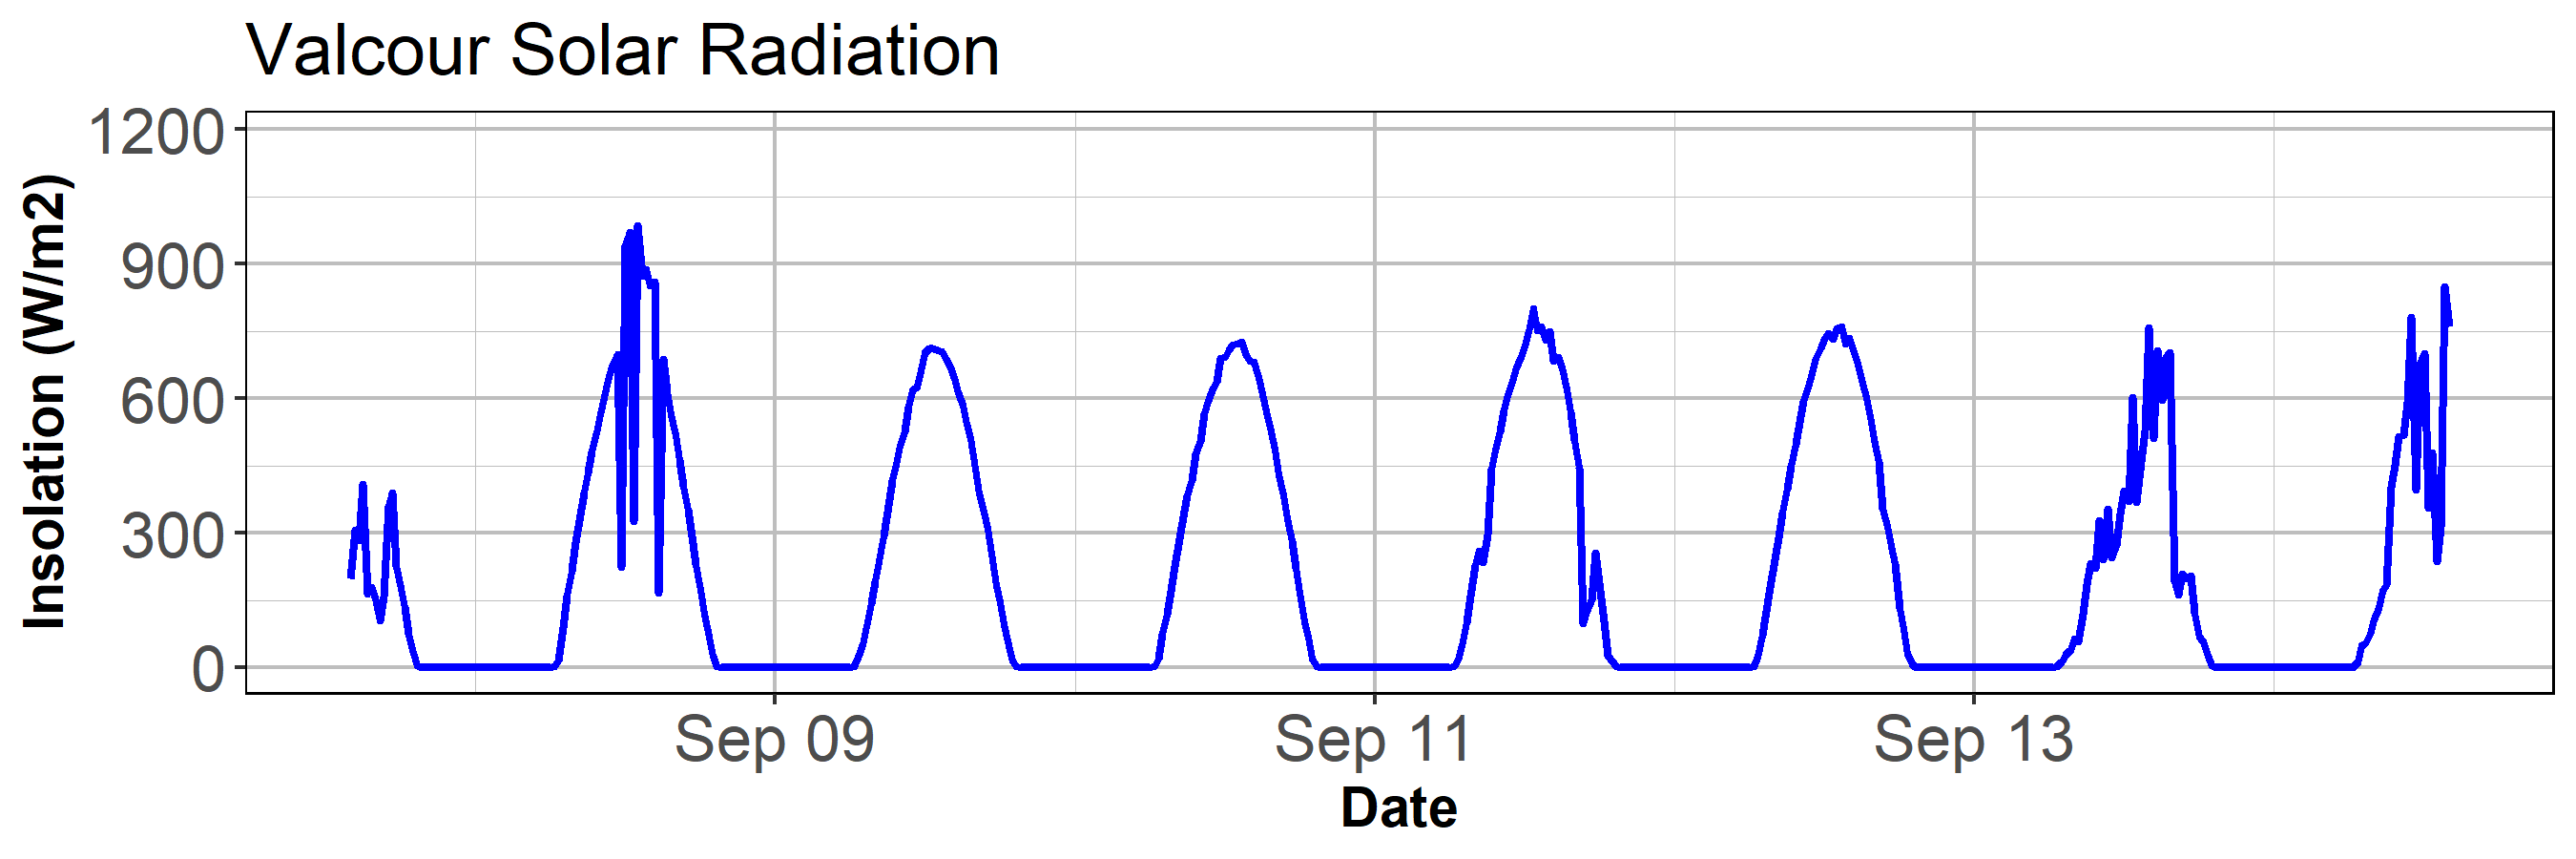 Valcour Solar Radiation
1200
900
600
300
0
Insolation (W/m2)
Sep 09
Sep 11
Sep 13
Date